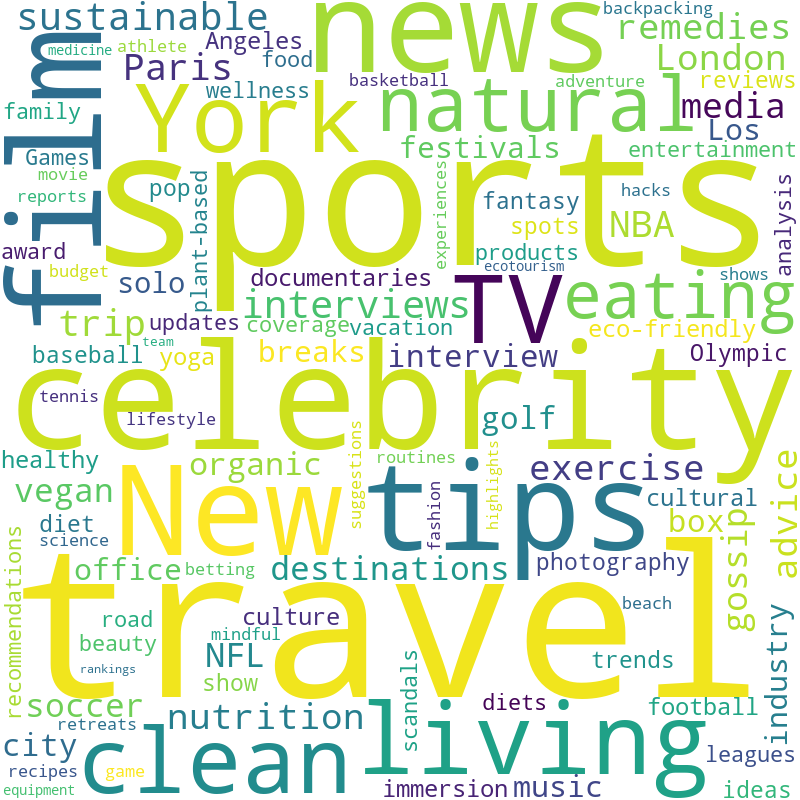 backpacking
sustainable
news
remedies
medicine
athlete
Angeles
London
film
Paris
food
York
natural
basketball
adventure
reviews
family
wellness
media
Los
Games
festivals
entertainment
movie
sports
pop
plant-based
experiences
hacks
analysis
reports
fantasy
NBA
spots
award
products
budget
solo
documentaries
ecotourism
shows
TV
eating
interviews
trip
updates
coverage
vacation
eco-friendly
team
baseball
yoga
breaks
interview
Olympic
celebrity
tennis
lifestyle
golf
healthy
organic
routines
suggestions
highlights
exercise
advice
New
tips
vegan
cultural
diet
fashion
box
gossip
science
recommendations
office
betting
destinations
photography
travel
beach
road
culture
mindful
industry
beauty
NFL
rankings
show
trends
scandals
soccer
diets
football
retreats
nutrition
living
city
clean
leagues
recipes
game
equipment
immersion
music
ideas